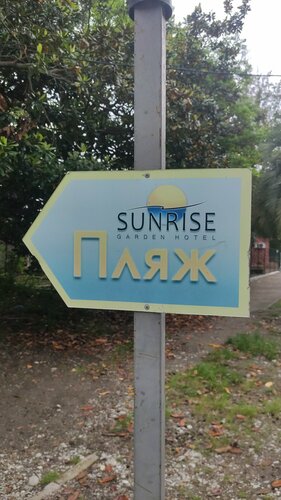 SUNRISE
GARDEN HOTEL
Пляж